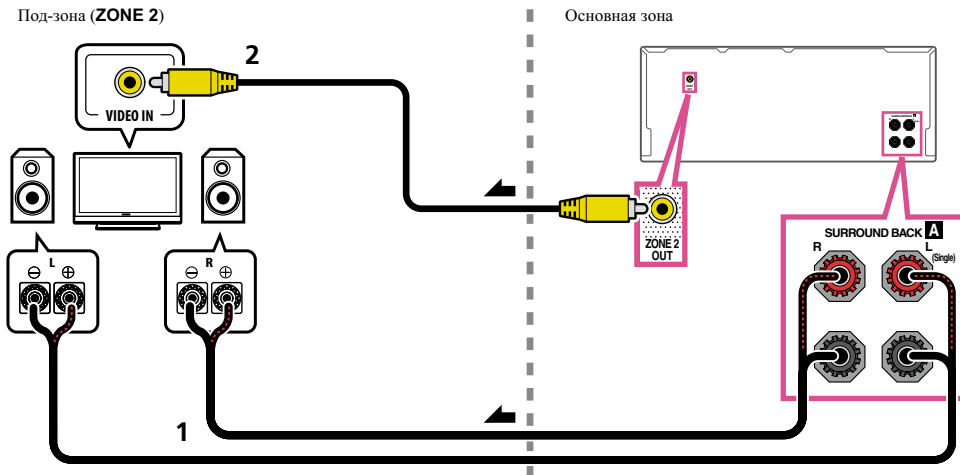 Под-зона (ZONE 2)
Основная зона
2
VIDEO IN
ZONE 2
OUT
SURROUND BACK A
R
L
(Single)
L
R
⊖ ⊕
⊖ ⊕
1